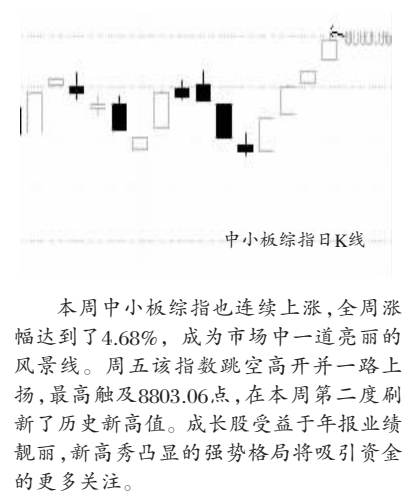 8803.06
中小板综指日K线
本周中小板综指也连续上涨,全周涨
幅达到了4.68%，成为市场中一道亮丽的
风景线。周五该指数跳空高开并一路上
扬,最高触及8803.06点,在本周第二度刷
新了历史新高值。成长股受益于年报业绩
靓丽,新高秀凸显的强势格局将吸引资金
的更多关注。